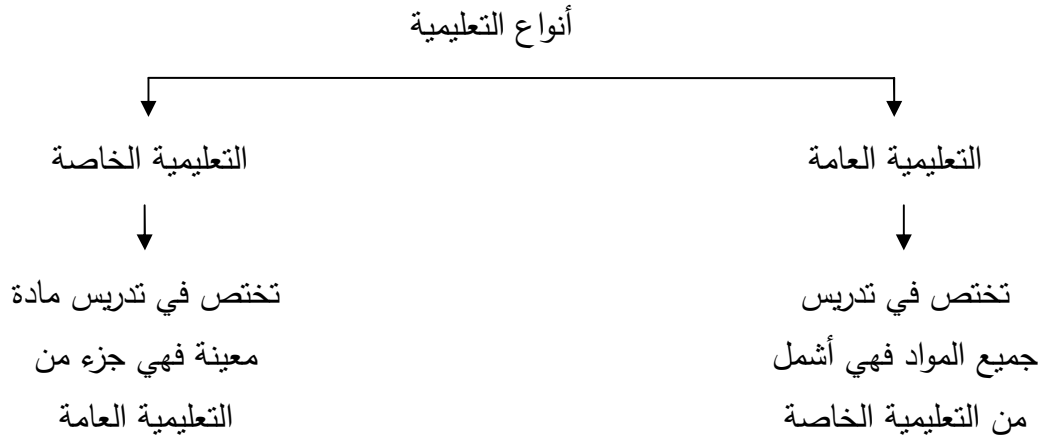 أنواع التعليمية
التعليمية العامة
التعليمية الخاصة
تختص في تدريس
جميع المواد فهي أشمل
من التعليمية الخاصة
تختص في تدريس مادة
معينة فهي جزء من
التعليمية العامة